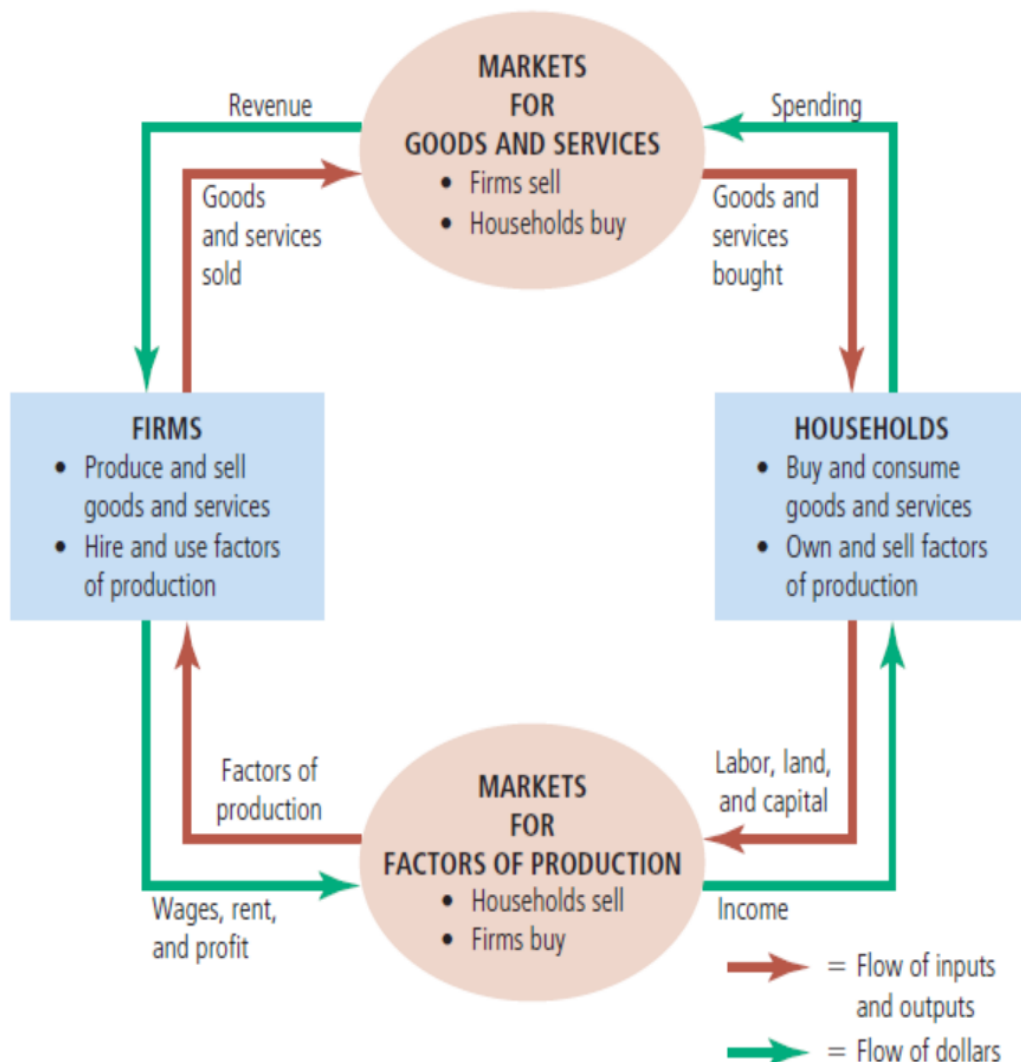 MARKETS
FOR
GOODS AND SERVICES
• Firms sell
• Households buy
Revenue
Spending
Goods
and services
sold
Goods and
services
bought
FIRMS
• Produce and sell
goods and services
• Hire and use factors
of production
HOUSEHOLDS
• Buy and consume
goods and services
• Own and sell factors
of production
Factors of
production
Labor, land,
and capital
MARKETS
FOR
FACTORS OF PRODUCTION
• Households sell
• Firms buy
Wages, rent,
and profit
Income
= Flow of inputs
and outputs
= Flow of dollars